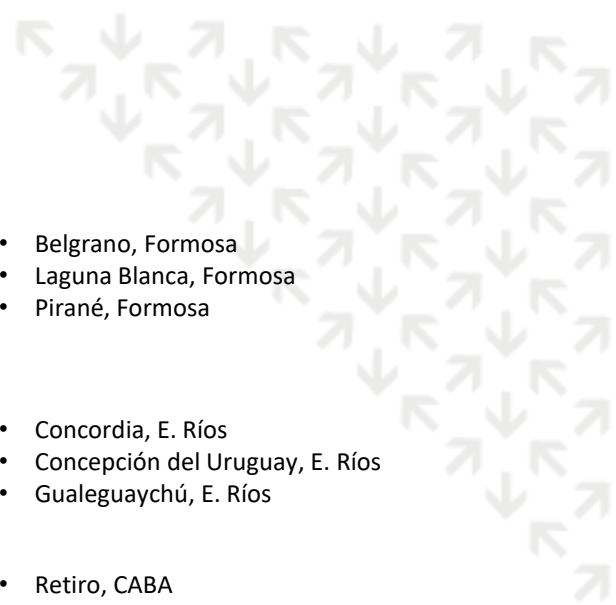 • Belgrano, Formosa
• Laguna Blanca, Formosa
• Pirané, Formosa
• Concordia, E. Ríos
• Concepción del Uruguay, E. Ríos
• Gualeguaychú, E. Ríos
• Retiro, CABA